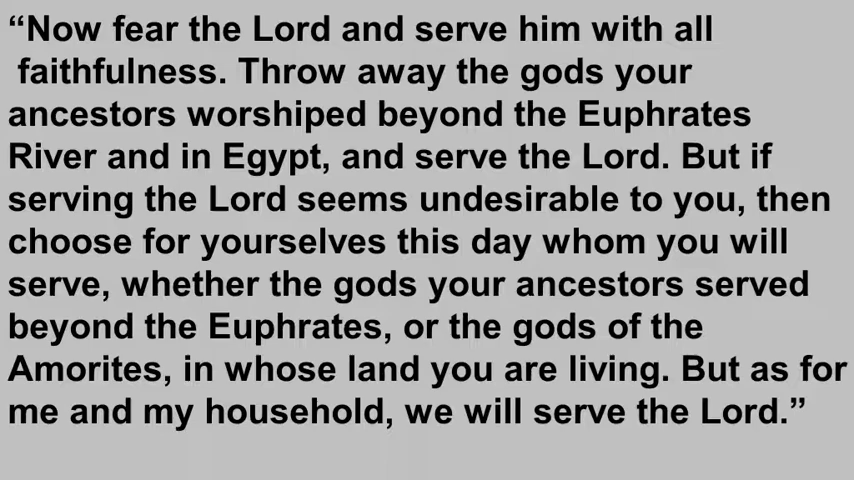 “Now fear the Lord and serve him with all
faithfulness. Throw away the gods your
ancestors worshiped beyond the Euphrates
River and in Egypt, and serve the Lord. But if
serving the Lord seems undesirable to you, then
choose for yourselves this day whom you will
serve, whether the gods your ancestors served
beyond the Euphrates, or the gods of the
Amorites, in whose land you are living. But as for
me and my household, we will serve the Lord.”